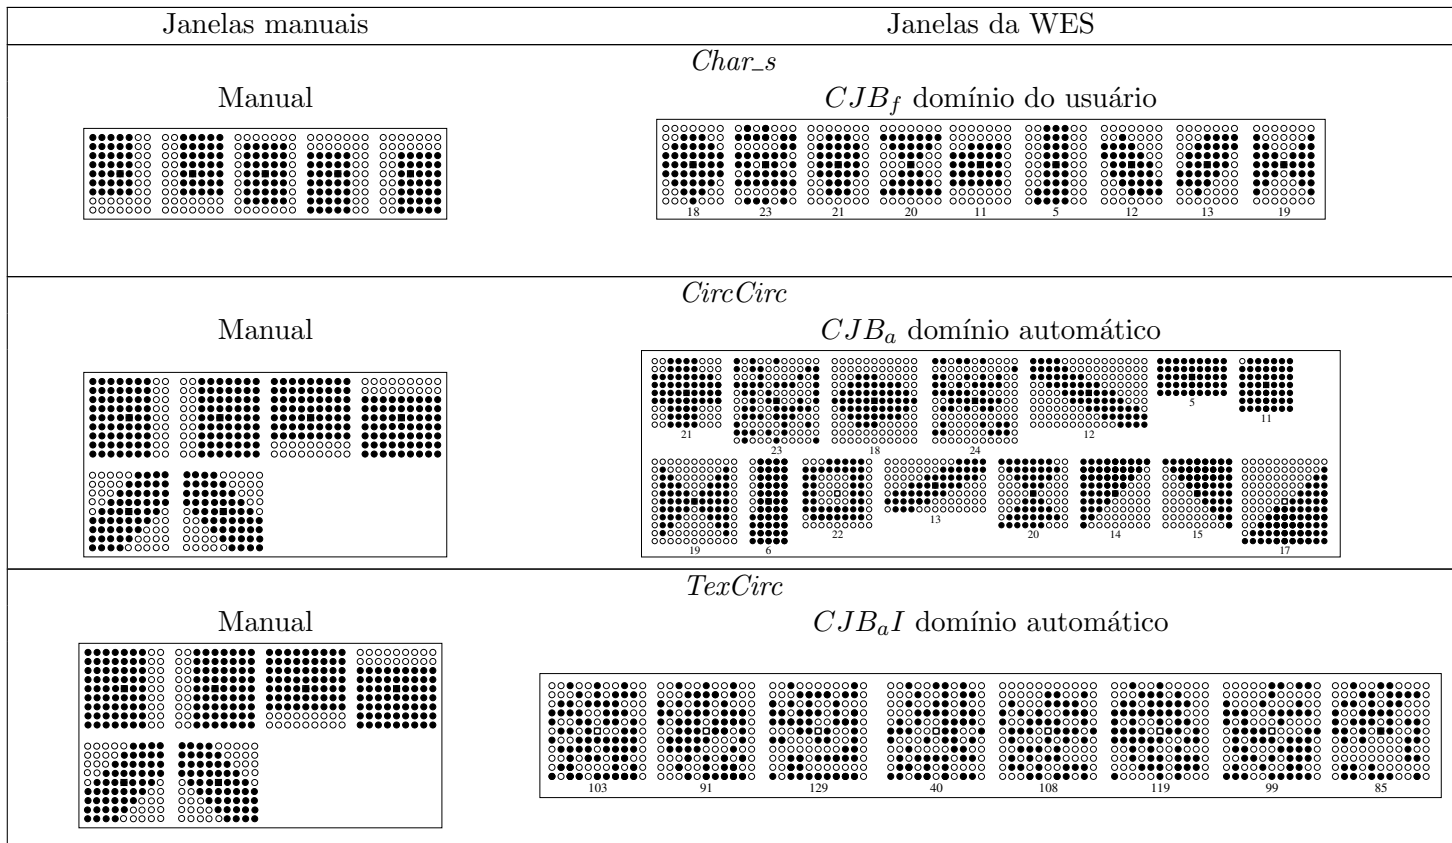 Janelas manuais Janelas da WES
Char_s
Manual CJB_f domínio do usuário
18 23 21 20 11 5 12 13 19
CircCirc
Manual CJB_a domínio automático
21 23 18 24 12 5 11
19 6 22 13 20 14 15 17
TexCirc
Manual CJB_aI domínio automático
103 91 129 40 108 119 99 85